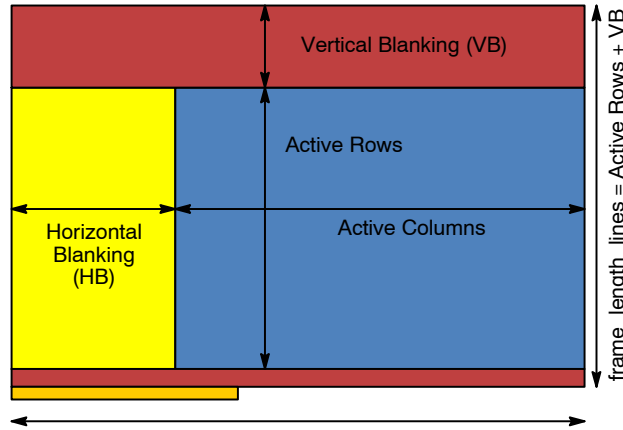 Vertical Blanking (VB)
Active Rows
Active Columns
Horizontal
Blanking
(HB)
frame_length_lines = Active Rows + VB